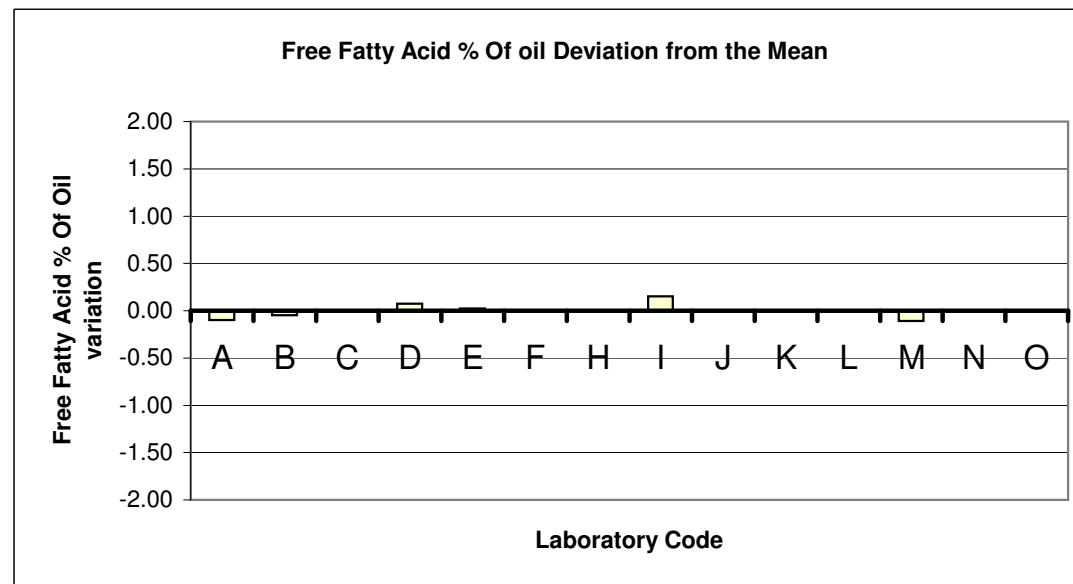 Free Fatty Acid % Of oil Deviation from the Mean
Free Fatty Acid % Of Oil
variation
2.00
1.50
1.00
0.50
0.00
-0.50
-1.00
-1.50
-2.00
A B C D E F H I J K L M N O
Laboratory Code